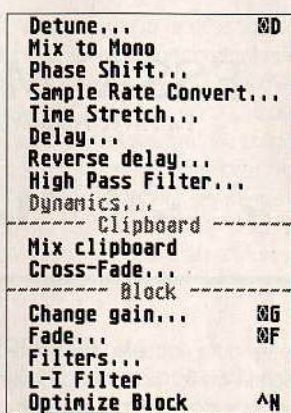 Detune... ◆D
Mix to Mono
Phase Shift...
Sample Rate Convert...
Time Stretch...
Delay...
Reverse delay...
High Pass Filter...
Dynamics...
Clipboard
Mix clipboard
Cross-Fade...
Block
Change gain... ◆G
Fade... ◆F
Filters...
L-I Filter
Optimize Block ^N